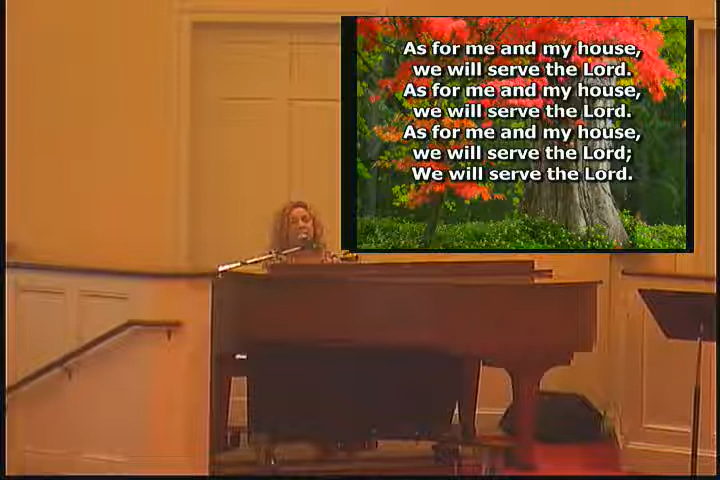 As for me and my house,
we will serve the Lord.
As for me and my house,
we will serve the Lord.
As for me and my house,
we will serve the Lord;
We will serve the Lord.